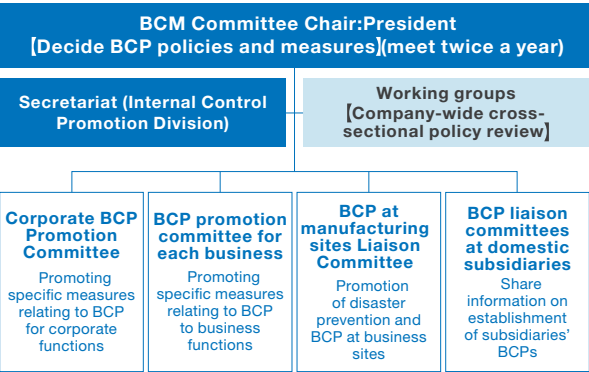 BCM Committee Chair:President
【Decide BCP policies and measures】(meet twice a year)
Secretariat (Internal Control
Promotion Division)
Working groups
【Company-wide cross-
sectional policy review】
Corporate BCP
Promotion
Committee
Promoting
specific measures
relating to BCP
for corporate
functions
BCP promotion
committee for
each business
Promoting
specific measures
relating to BCP
to business
functions
BCP at
manufacturing
sites Liaison
Committee
Promotion
of disaster
prevention and
BCP at business
sites
BCP liaison
committees
at domestic
subsidiaries
Share
information on
establishment
of subsidiaries'
BCPs